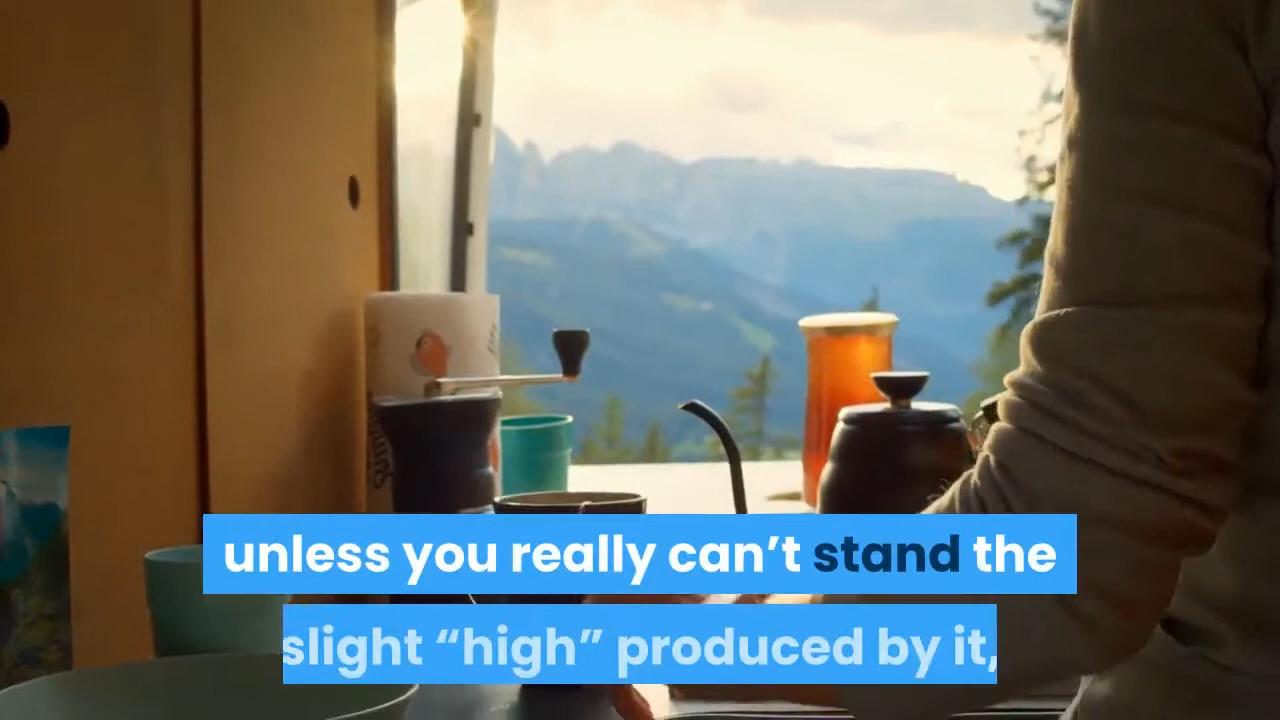 unless you really can’t stand the
slight “high” produced by it,